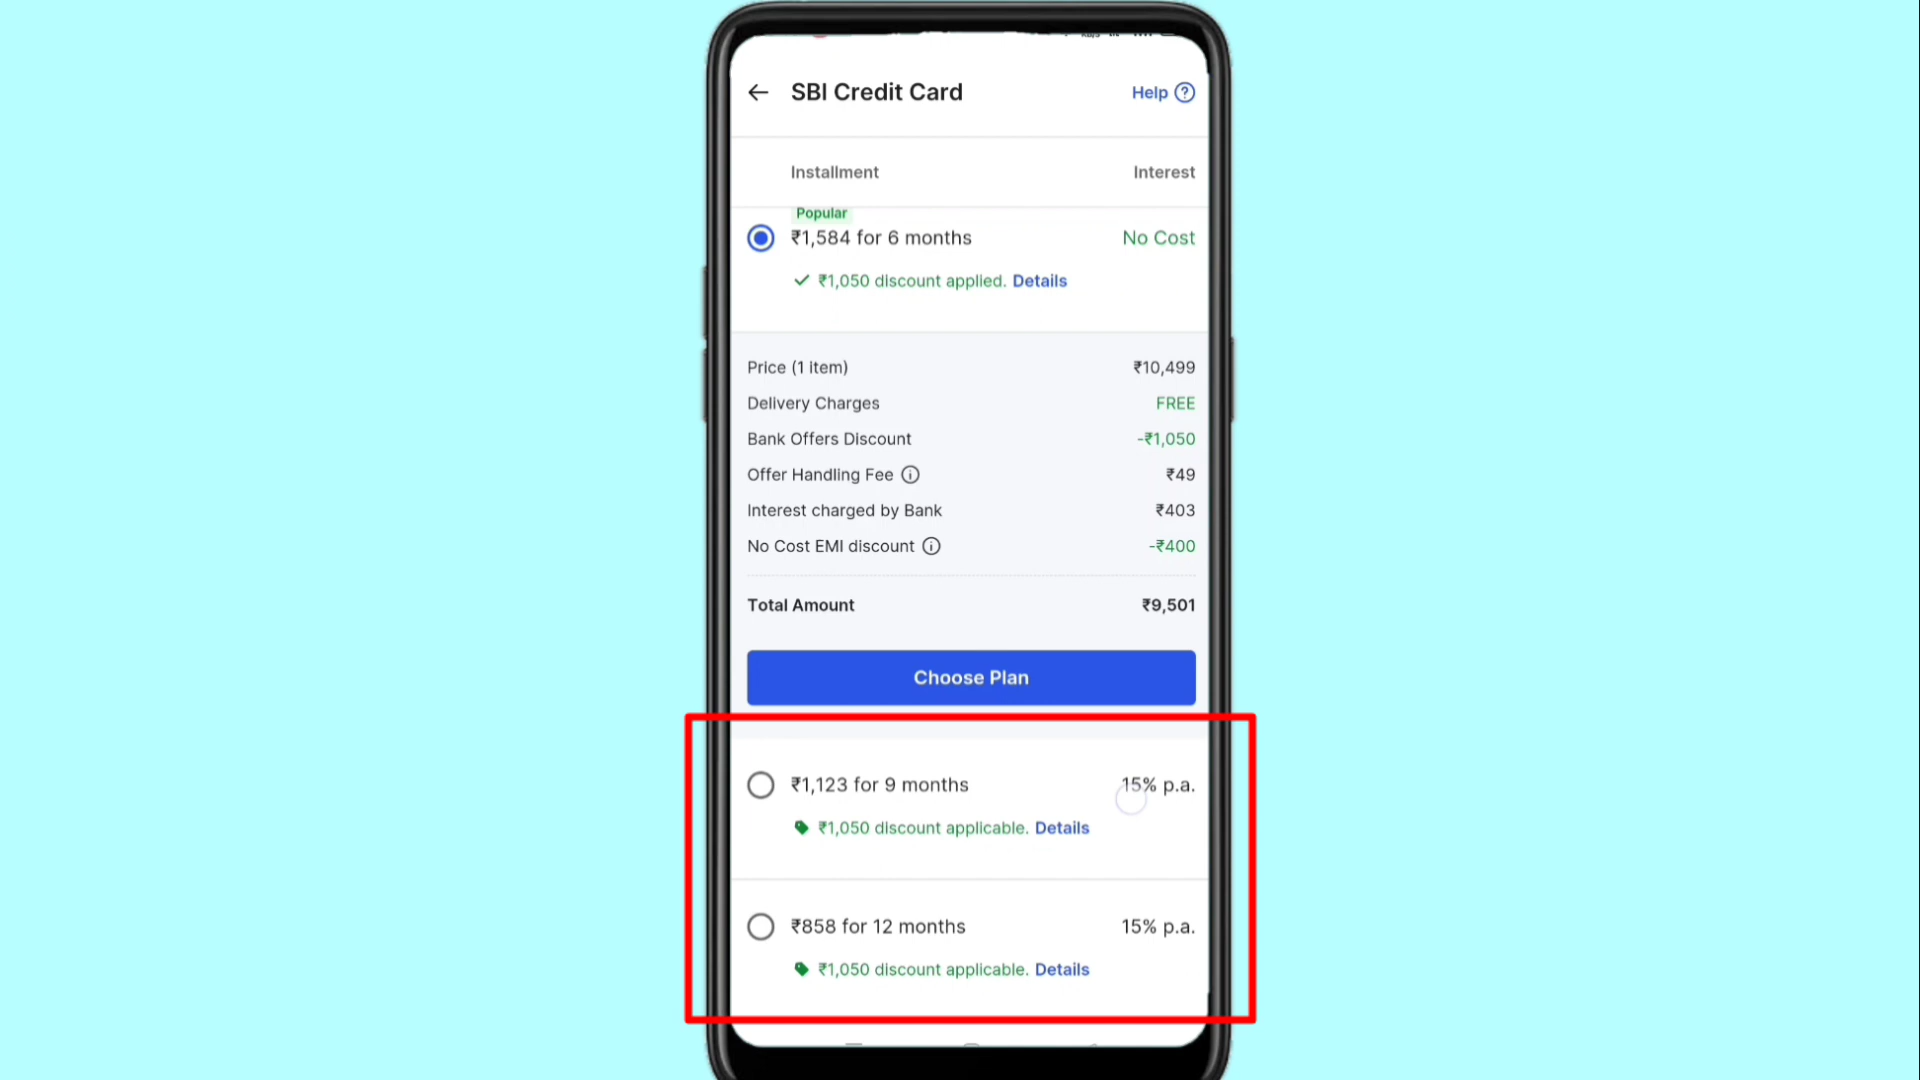 SBI Credit Card Help
Installment Interest
Popular
₹1,584 for 6 months No Cost
₹1,050 discount applied. Details
Price (1 item) ₹10,499
Delivery Charges FREE
Bank Offers Discount -₹1,050
Offer Handling Fee ₹49
Interest charged by Bank ₹403
No Cost EMI discount -₹400
Total Amount ₹9,501
Choose Plan
₹1,123 for 9 months 15% p.a.
₹1,050 discount applicable. Details
₹858 for 12 months 15% p.a.
₹1,050 discount applicable. Details